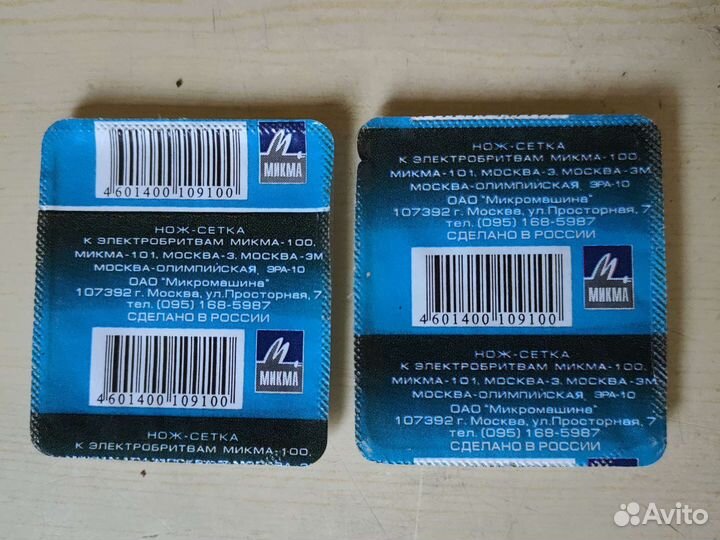 4 601400 109100
МИКМА
НОЖ-СЕТКА
К ЭЛЕКТРОБРИТВАМ МИКМА-100,
МИКМА-101, МОСКВА-3, МОСКВА-3М
МОСКВА-ОЛИМПИЙСКАЯ, ЭРА-10
ОАО "Микромашина"
107392 г. Москва, ул.Просторная, 7
тел. (095) 168-5987
СДЕЛАНО В РОССИИ
4 601400 109100
МИКМА
НОЖ-СЕТКА
К ЭЛЕКТРОБРИТВАМ МИКМА-100,
НОЖ-СЕТКА
К ЭЛЕКТРОБРИТВАМ МИКМА-100,
МИКМА-101, МОСКВА-3, МОСКВА-3М
МОСКВА-ОЛИМПИЙСКАЯ, ЭРА-10
ОАО "Микромашина"
107392 г. Москва, ул.Просторная, 7
тел. (095) 168-5987
СДЕЛАНО В РОССИИ
4 601400 109100
МИКМА
НОЖ-СЕТКА
К ЭЛЕКТРОБРИТВАМ МИКМА-100,
МИКМА-101, МОСКВА-3, МОСКВА-3М
МОСКВА-ОЛИМПИЙСКАЯ, ЭРА-10
ОАО "Микромашина"
107392 г. Москва, ул.Просторная, 7
тел. (095) 168-5987
СДЕЛАНО В РОССИИ
Avito